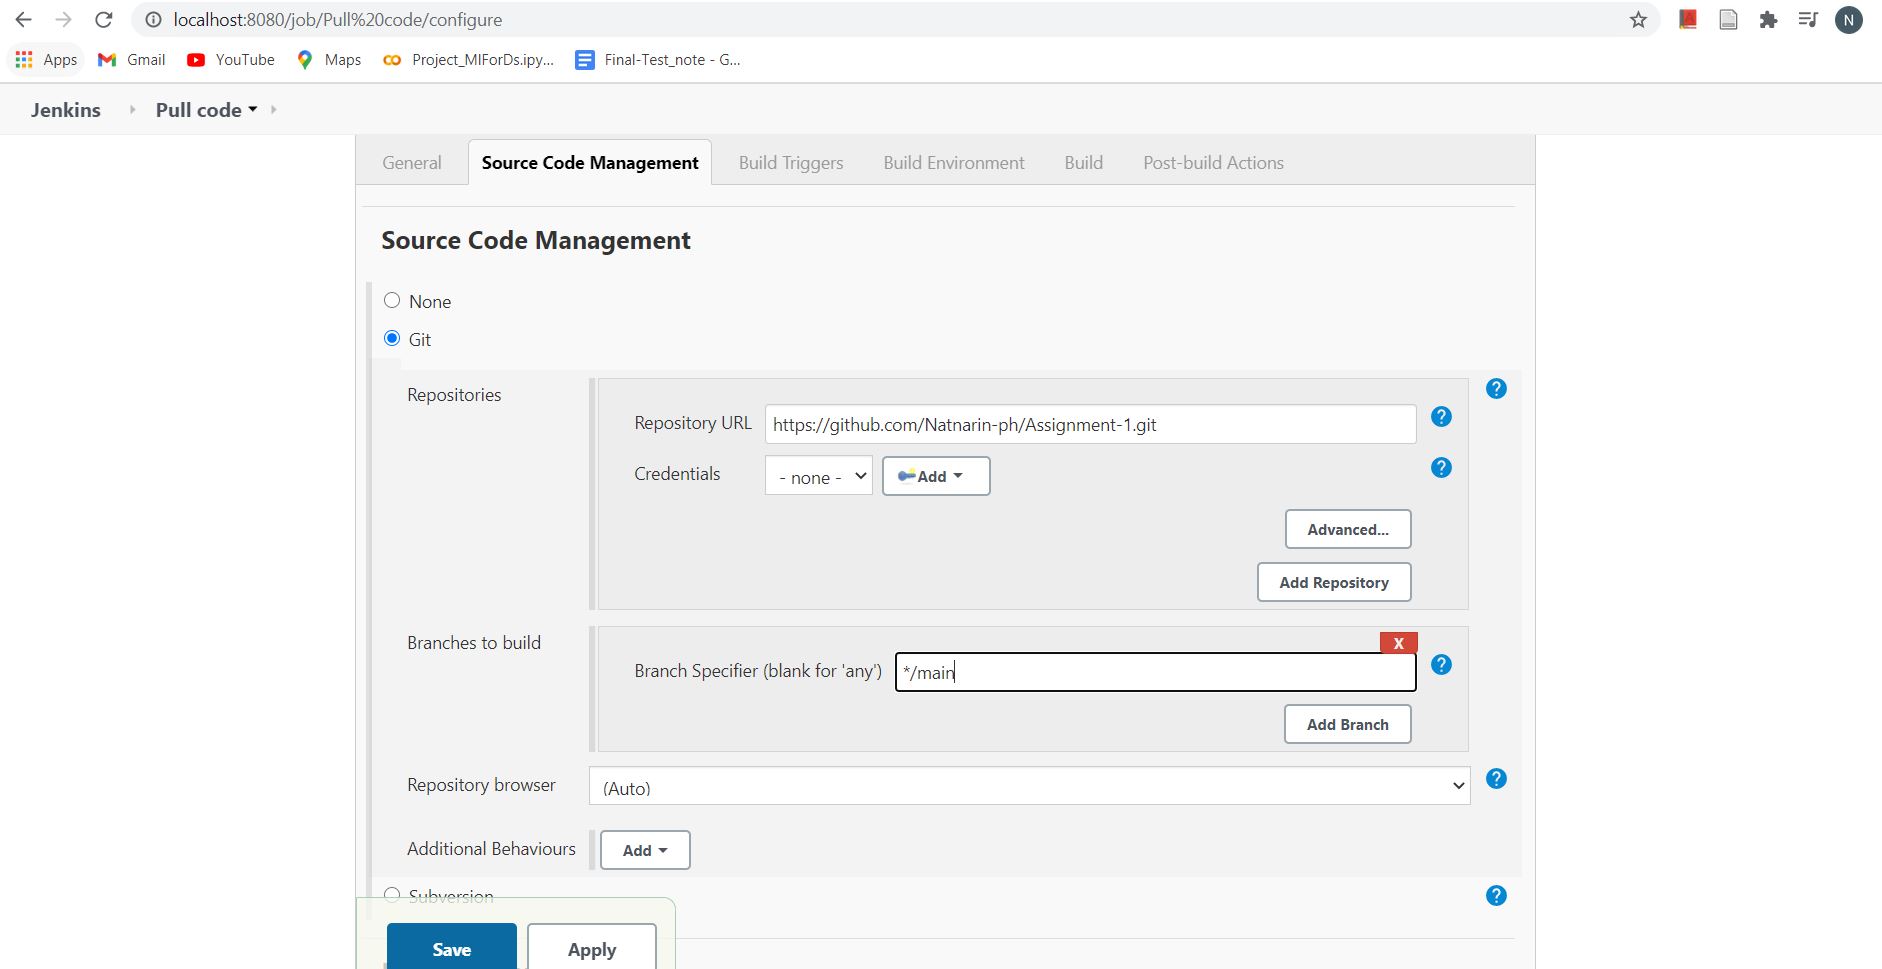 localhost:8080/job/Pull%20code/configure
N
Apps Gmail YouTube Maps Project_MlForDs.ipy... Final-Test_note - G...
Jenkins Pull code
General Source Code Management Build Triggers Build Environment Build Post-build Actions
Source Code Management
None
Git
Repositories
?
Repository URL https://github.com/Natnarin-ph/Assignment-1.git ?
Credentials - none - Add ?
Advanced...
Add Repository
Branches to build
X
Branch Specifier (blank for 'any') */main ?
Add Branch
Repository browser (Auto) ?
Additional Behaviours Add
Subversion ?
Save Apply